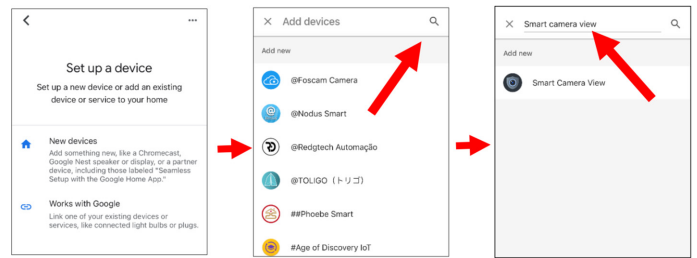 Set up a device
Set up a new device or add an existing
device or service to your home
New devices
Add something new, like a Chromecast,
Google Nest speaker or display, or a partner
device, including those labeled "Seamless
Setup with the Google Home App."
Works with Google
Link one of your existing devices or
services, like connected light bulbs or plugs.
Add devices
Add new
@Foscam Camera
@Nodus Smart
@Redgtech Automação
@TOLIGO (トリゴ)
##Phoebe Smart
#Age of Discovery IoT
Smart camera view
Add new
Smart Camera View